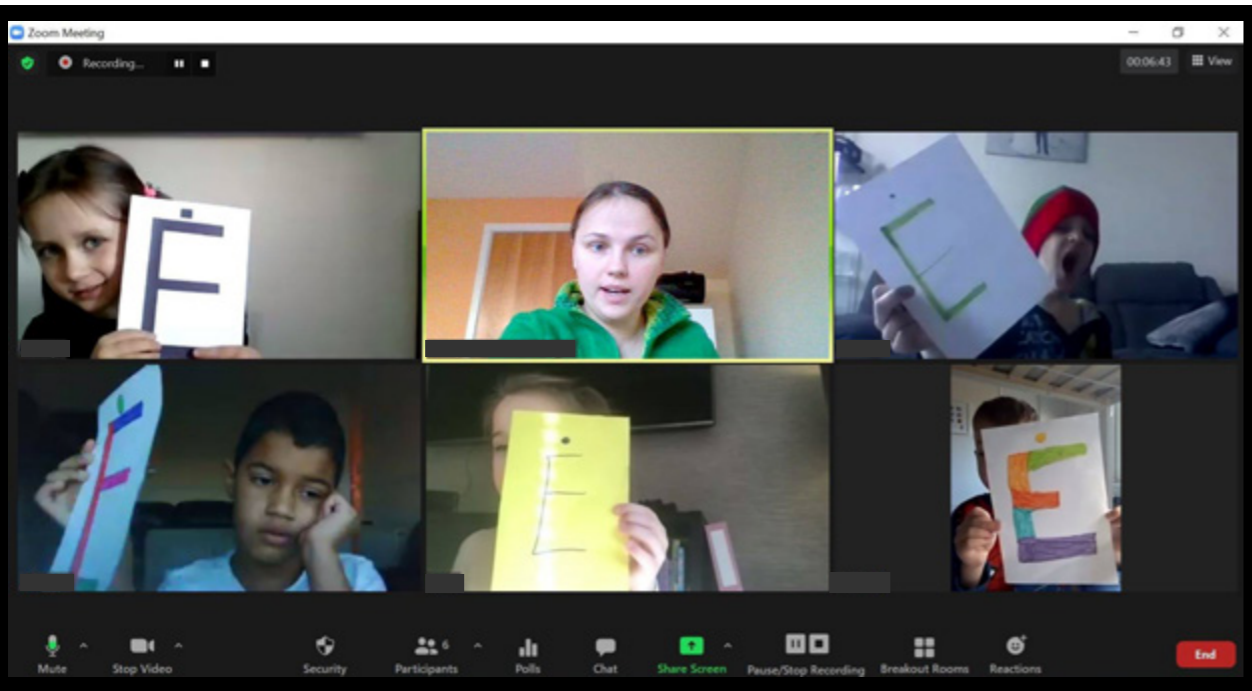 Zoom Meeting
Recording...
00:06:43 View
Ė
Ė
Ė
Ė
Ė
Mute
Stop Video
Security
Participants 6
Polls
Chat
Share Screen
Pause/Stop Recording
Breakout Rooms
Reactions
End